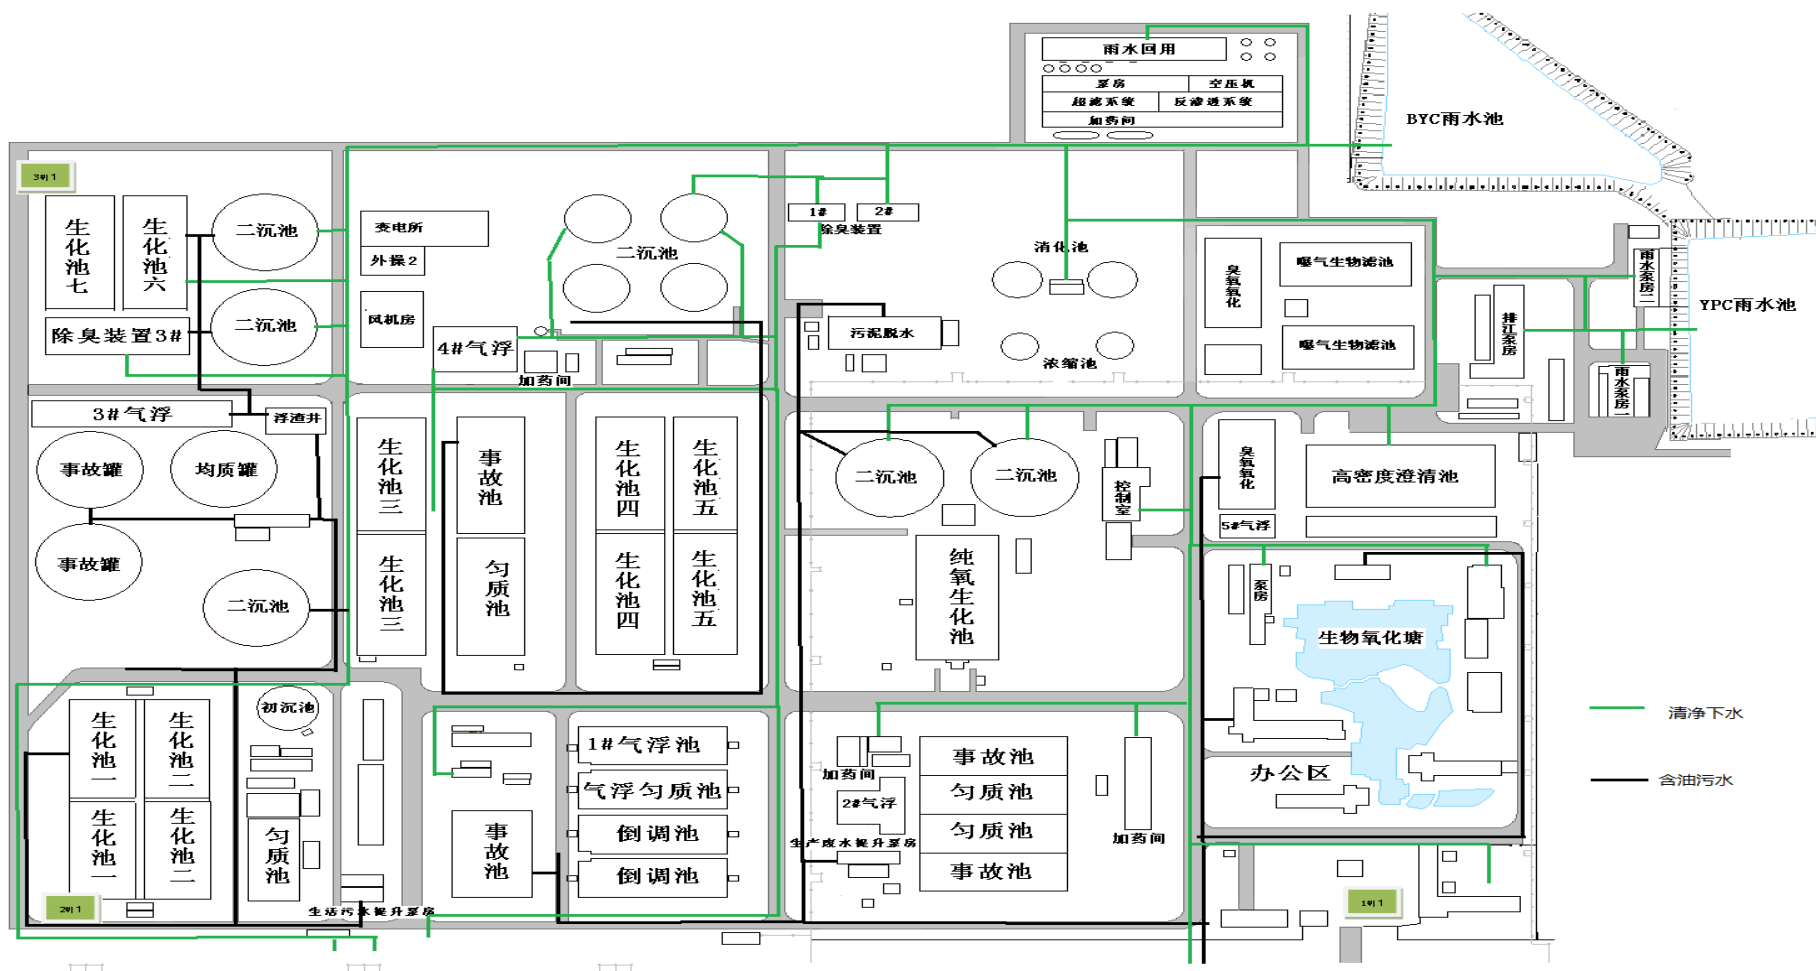 雨水回用
泵房
空压机
超滤系统
反渗透系统
加药间
BYC雨水池
YPC雨水池
3#门
生化池七
生化池六
二沉池
二沉池
除臭装置3#
变电所
外操2
风机房
4#气浮
加药间
二沉池
1#
2#
除臭装置
消化池
污泥脱水
浓缩池
臭氧氧化
曝气生物滤池
曝气生物滤池
排江泵房
雨水泵房二
雨水泵房一
3#气浮
浮渣井
事故罐
均质罐
事故罐
二沉池
生化池三
生化池三
事故池
匀质池
生化池四
生化池五
生化池四
生化池五
二沉池
二沉池
控制室
纯氧生化池
臭氧氧化
5#气浮
高密度澄清池
泵房
生物氧化塘
办公区
生化池一
生化池二
生化池一
生化池二
初沉池
匀质池
生活污水提升泵房
事故池
1#气浮池
气浮匀质池
倒调池
倒调池
加药间
2#气浮
生产废水提升泵房
事故池
匀质池
匀质池
事故池
加药间
2#门
1#门
清净下水
含油污水